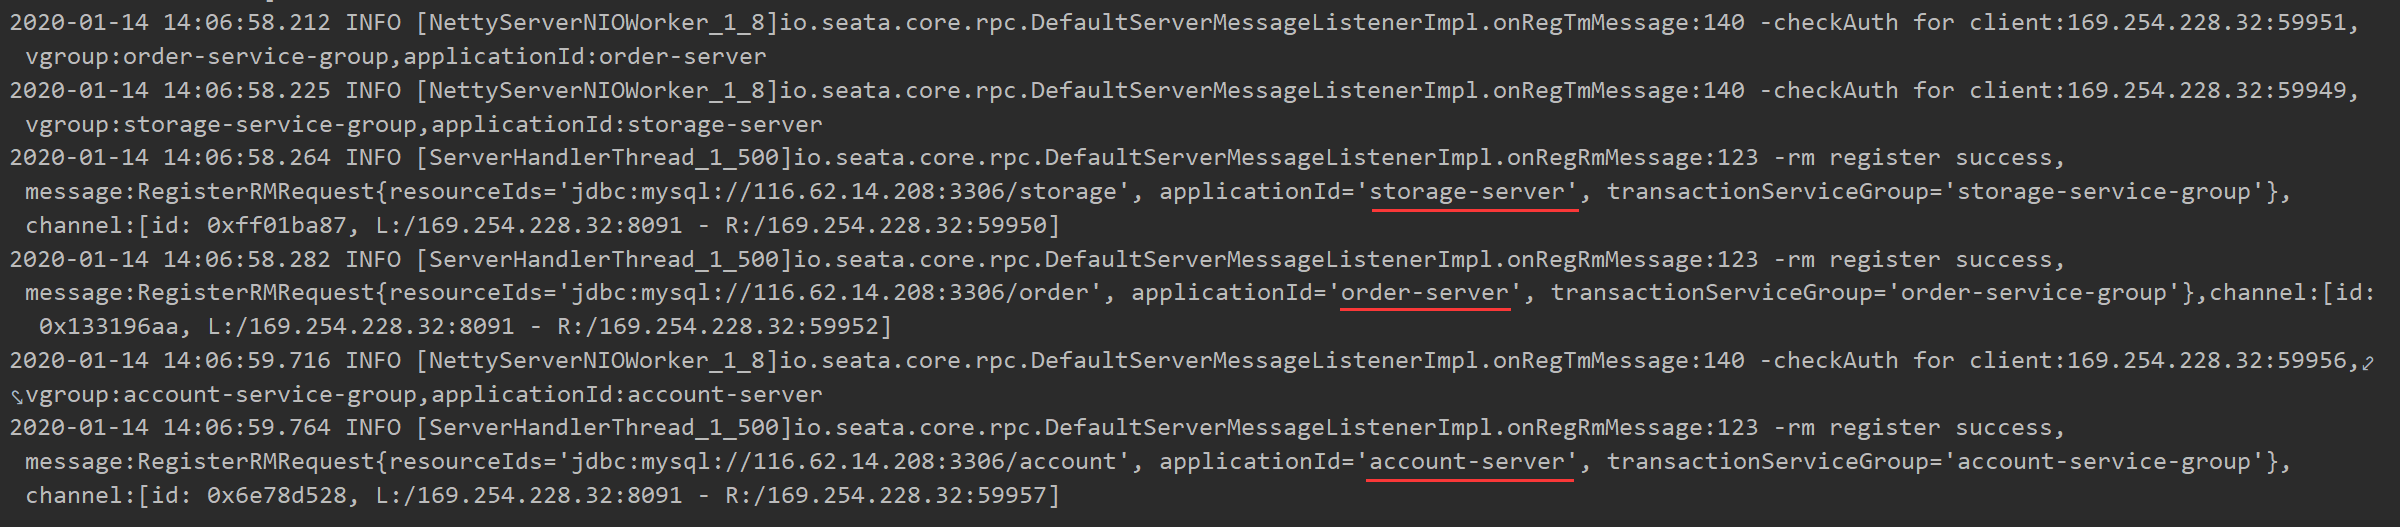 2020-01-14 14:06:58.212 INFO [NettyServerNIOWorker_1_8]io.seata.core.rpc.DefaultServerMessageListenerImpl.onRegTmMessage:140 -checkAuth for client:169.254.228.32:59951,
vgroup:order-service-group,applicationId:order-server
2020-01-14 14:06:58.225 INFO [NettyServerNIOWorker_1_8]io.seata.core.rpc.DefaultServerMessageListenerImpl.onRegTmMessage:140 -checkAuth for client:169.254.228.32:59949,
vgroup:storage-service-group,applicationId:storage-server
2020-01-14 14:06:58.264 INFO [ServerHandlerThread_1_500]io.seata.core.rpc.DefaultServerMessageListenerImpl.onRegRmMessage:123 -rm register success,
message:RegisterRMRequest{resourceIds='jdbc:mysql://116.62.14.208:3306/storage', applicationId='storage-server', transactionServiceGroup='storage-service-group'},
channel:[id: 0xff01ba87, L:/169.254.228.32:8091 - R:/169.254.228.32:59950]
2020-01-14 14:06:58.282 INFO [ServerHandlerThread_1_500]io.seata.core.rpc.DefaultServerMessageListenerImpl.onRegRmMessage:123 -rm register success,
message:RegisterRMRequest{resourceIds='jdbc:mysql://116.62.14.208:3306/order', applicationId='order-server', transactionServiceGroup='order-service-group'},channel:[id:
0x133196aa, L:/169.254.228.32:8091 - R:/169.254.228.32:59952]
2020-01-14 14:06:59.716 INFO [NettyServerNIOWorker_1_8]io.seata.core.rpc.DefaultServerMessageListenerImpl.onRegTmMessage:140 -checkAuth for client:169.254.228.32:59956,
vgroup:account-service-group,applicationId:account-server
2020-01-14 14:06:59.764 INFO [ServerHandlerThread_1_500]io.seata.core.rpc.DefaultServerMessageListenerImpl.onRegRmMessage:123 -rm register success,
message:RegisterRMRequest{resourceIds='jdbc:mysql://116.62.14.208:3306/account', applicationId='account-server', transactionServiceGroup='account-service-group'},
channel:[id: 0x6e78d528, L:/169.254.228.32:8091 - R:/169.254.228.32:59957]